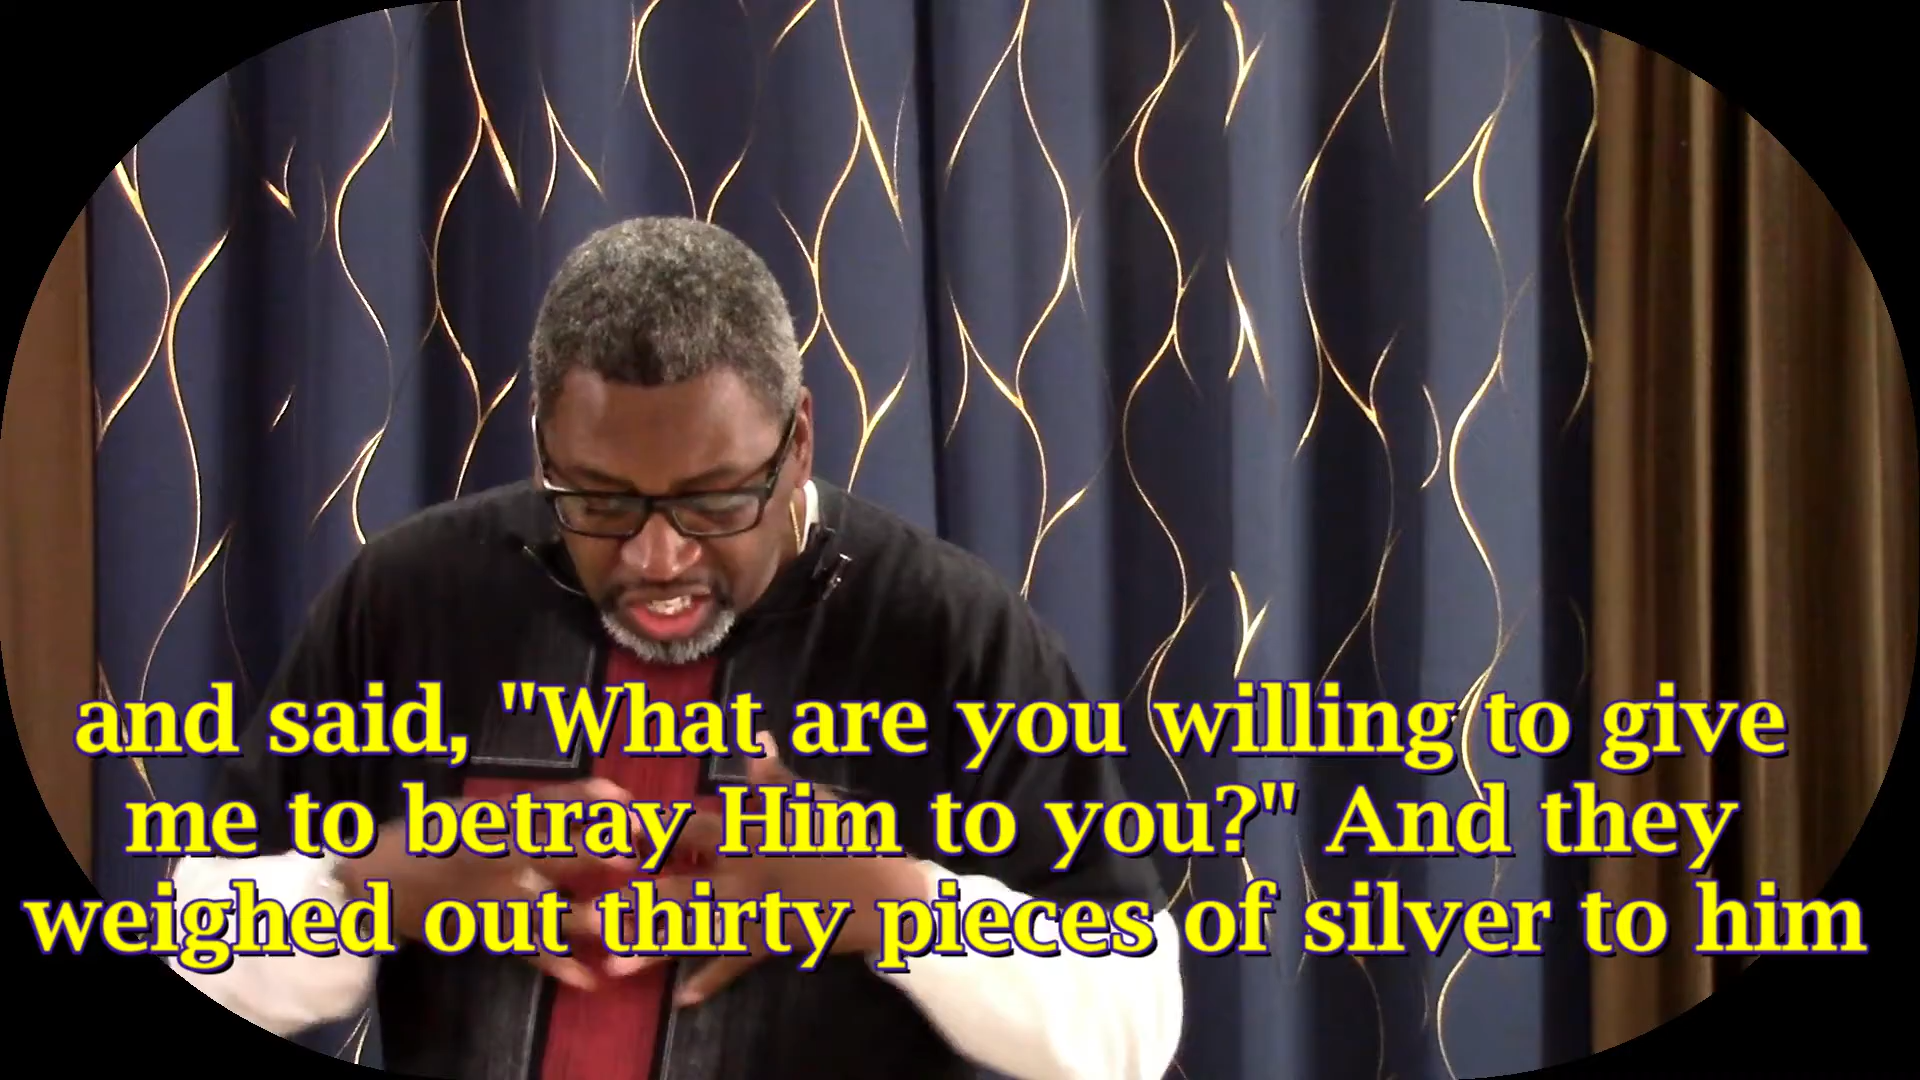 and said, "What are you willing to give
me to betray Him to you?" And they
weighed out thirty pieces of silver to him